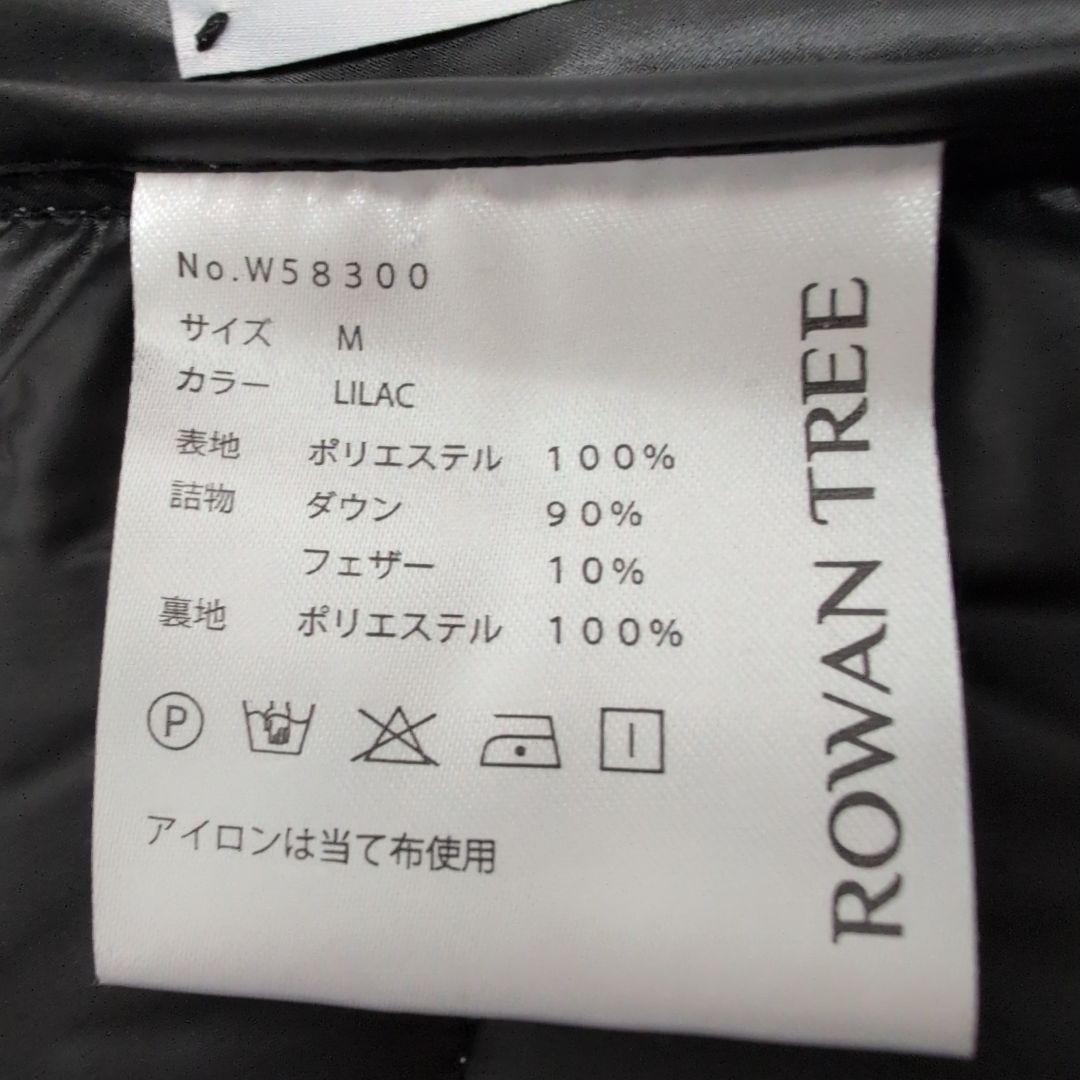 No.W58300
サイズ M
カラー LILAC
表地 ポリエステル 100%
詰物 ダウン 90%
フェザー 10%
裏地 ポリエステル 100%
P
アイロンは当て布使用
ROWAN TREE